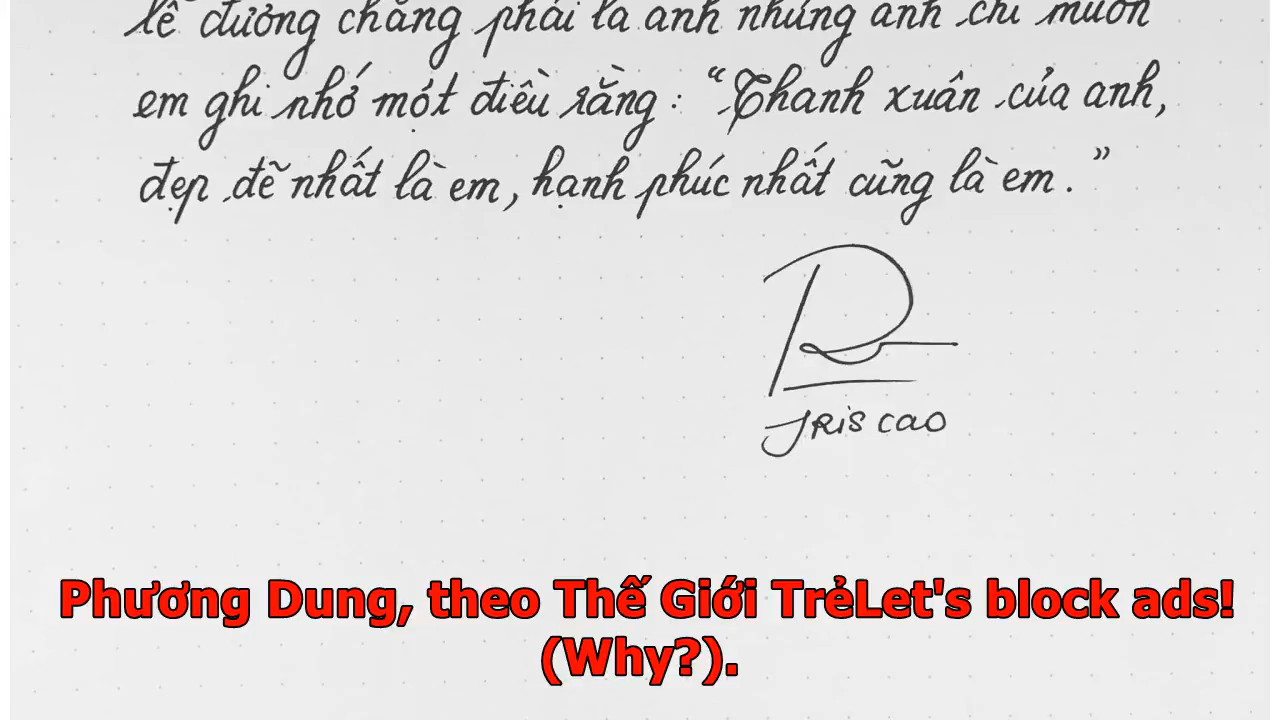 lễ đường chẳng phải là anh nhưng anh chỉ muốn
em ghi nhớ một điều rằng: "Thanh xuân của anh,
đẹp đẽ nhất là em, hạnh phúc nhất cũng là em."
IRIS CAO
Phương Dung, theo Thế Giới TrẻLet's block ads!
(Why?).